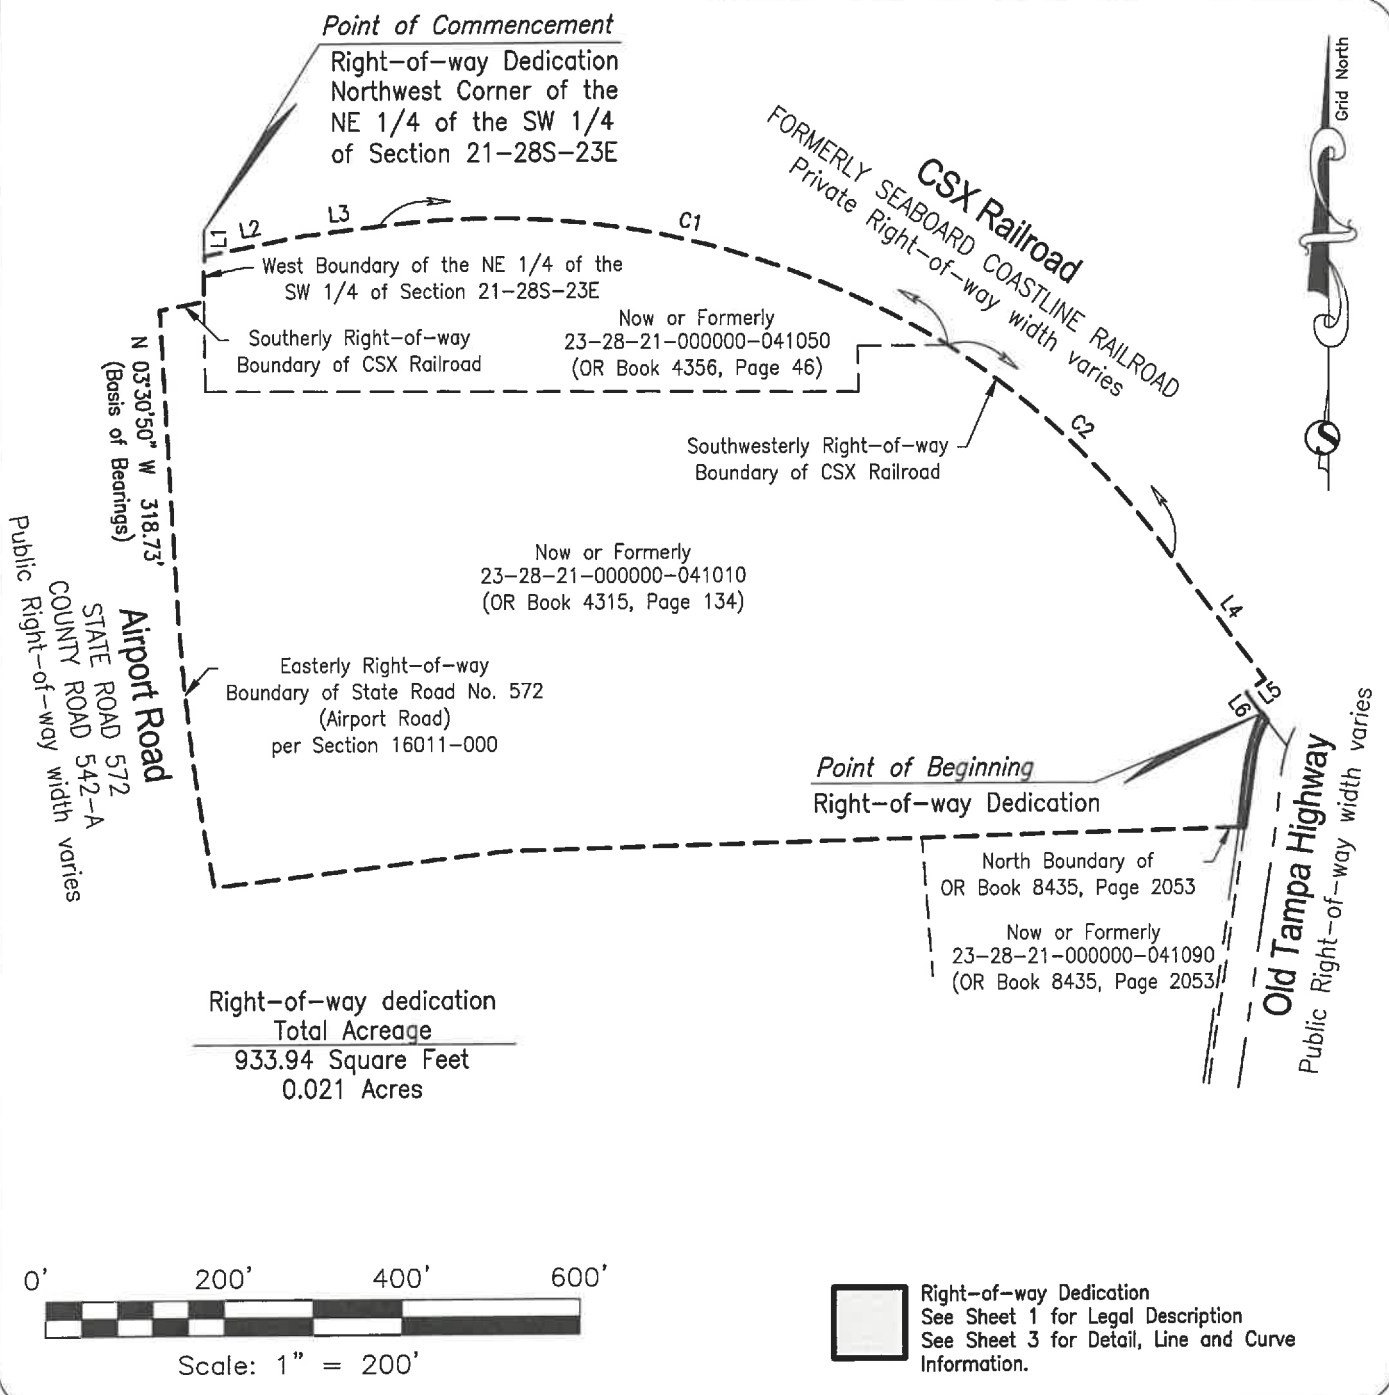 Point of Commencement
Right-of-way Dedication
Northwest Corner of the
NE 1/4 of the SW 1/4
of Section 21-28S-23E
Grid North
CSX Railroad
FORMERLY SEABOARD COASTLINE RAILROAD
Private Right-of-way width varies
L1
L2
L3
C1
West Boundary of the NE 1/4 of the
SW 1/4 of Section 21-28S-23E
Southerly Right-of-way
Boundary of CSX Railroad
Now or Formerly
23-28-21-000000-041050
(OR Book 4356, Page 46)
N 03°30'50" W 318.73'
(Basis of Bearings)
Southwesterly Right-of-way
Boundary of CSX Railroad
C2
Now or Formerly
23-28-21-000000-041010
(OR Book 4315, Page 134)
L4
L5
L6
Airport Road
STATE ROAD 572
COUNTY ROAD 542-A
Public Right-of-way width varies
Easterly Right-of-way
Boundary of State Road No. 572
(Airport Road)
per Section 16011-000
Point of Beginning
Right-of-way Dedication
North Boundary of
OR Book 8435, Page 2053
Now or Formerly
23-28-21-000000-041090
(OR Book 8435, Page 2053)
Old Tampa Highway
Public Right-of-way width varies
Right-of-way dedication
Total Acreage
933.94 Square Feet
0.021 Acres
0' 200' 400' 600'
Scale: 1" = 200'
Right-of-way Dedication
See Sheet 1 for Legal Description
See Sheet 3 for Detail, Line and Curve
Information.
S